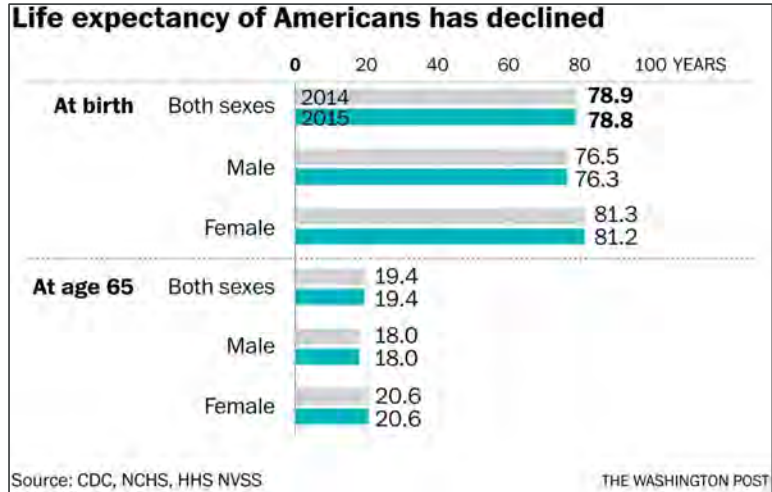 Life expectancy of Americans has declined
0 20 40 60 80 100 YEARS
At birth Both sexes 2014 78.9
2015 78.8
Male 76.5
76.3
Female 81.3
81.2
At age 65 Both sexes 19.4
19.4
Male 18.0
18.0
Female 20.6
20.6
Source: CDC, NCHS, HHS NVSS THE WASHINGTON POST